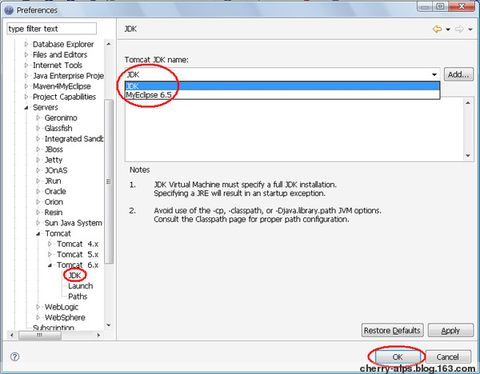 Preferences
type filter text
JDK
Database Explorer
Files and Editors
Internet Tools
Java Enterprise Proje
Maven4MyEclipse
Project Capabilities
Servers
Geronimo
Glassfish
Integrated Sandb
JBoss
Jetty
JOnAS
JRun
Oracle
Orion
Resin
Sun Java System
Tomcat
Tomcat 4.x
Tomcat 5.x
Tomcat 6.x
JDK
Launch
Paths
WebLogic
WebSphere
Subscription
Tomcat JDK name:
JDK
Add...
JDK
MyEclipse 6.5
Notes
1. JDK Virtual Machine must specify a full JDK installation.
Specifying a JRE will result in an startup exception.
2. Avoid use of the -cp, -classpath, or -Djava.library.path JVM options.
Consult the Classpath page for proper path configuration.
Restore Defaults
Apply
OK
Cancel
cherry-alps.blog.163.com